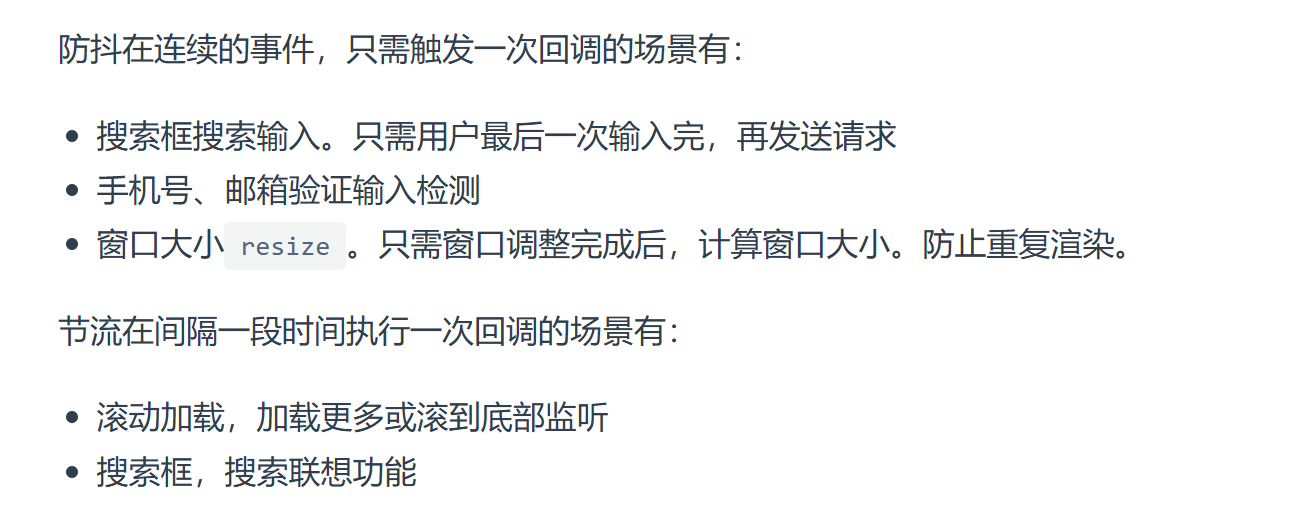 防抖在连续的事件，只需触发一次回调的场景有：
搜索框搜索输入。只需用户最后一次输入完，再发送请求
手机号、邮箱验证输入检测
窗口大小resize。只需窗口调整完成后，计算窗口大小。防止重复渲染。
节流在间隔一段时间执行一次回调的场景有：
滚动加载，加载更多或滚到底部监听
搜索框，搜索联想功能